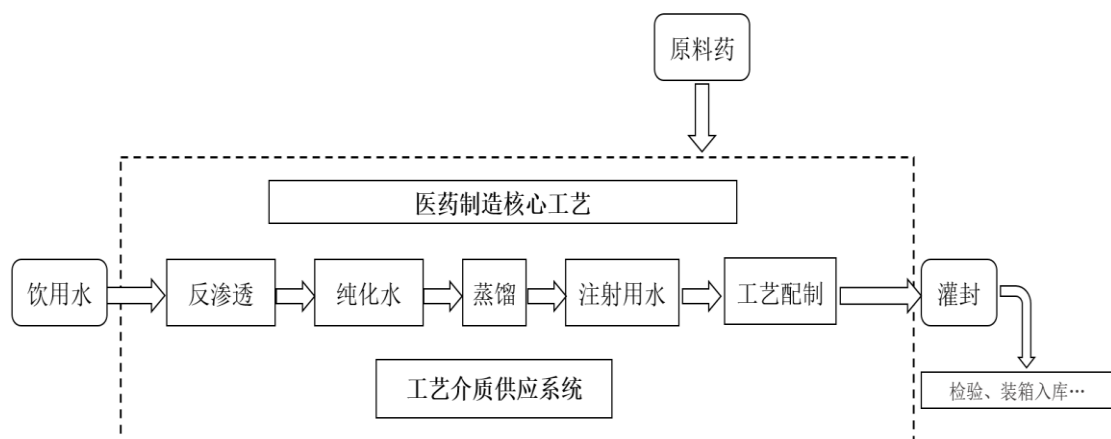 原料药
医药制造核心工艺
饮用水
反渗透
纯化水
蒸馏
注射用水
工艺配制
灌封
工艺介质供应系统
检验、装箱入库…